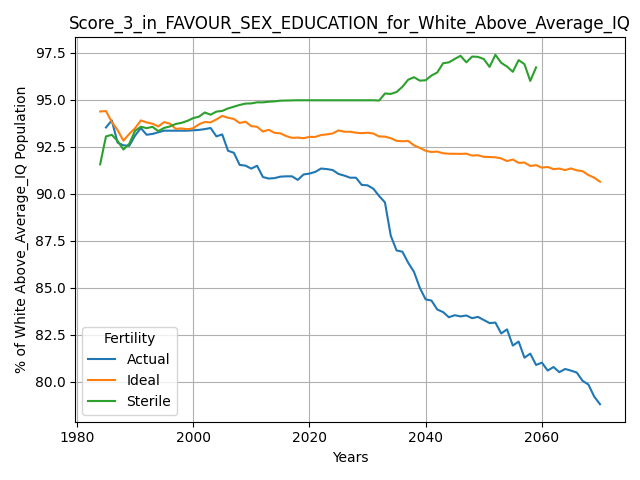 Score_3_in_FAVOUR_SEX_EDUCATION_for_White_Above_Average_IQ
% of White Above_Average_IQ Population
97.5
95.0
92.5
90.0
87.5
85.0
82.5
80.0
Fertility
Actual
Ideal
Sterile
1980
2000
2020
2040
2060
Years